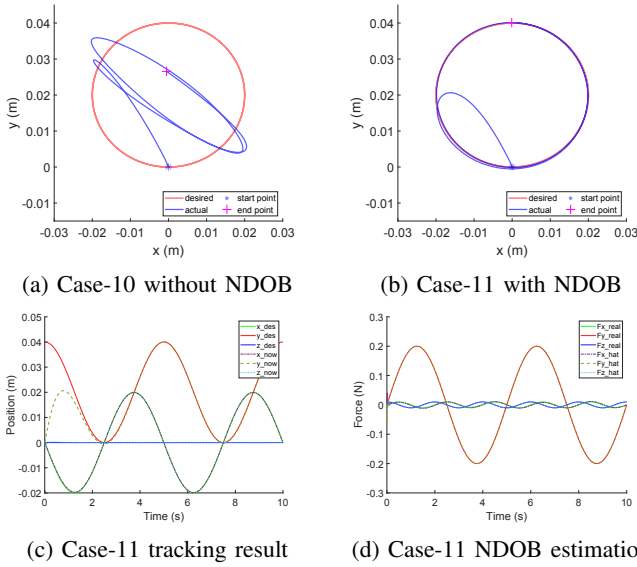 0.04
0.03
0.02
0.01
0
-0.01
y (m)
-0.03 -0.02 -0.01 0 0.01 0.02 0.03
x (m)
desired start point
actual end point
(a) Case-10 without NDOB
0.04
0.03
0.02
0.01
0
-0.01
y (m)
-0.03 -0.02 -0.01 0 0.01 0.02 0.03
x (m)
desired start point
actual end point
(b) Case-11 with NDOB
0.05
0.04
0.03
0.02
0.01
0
-0.01
-0.02
Position (m)
0 2 4 6 8 10
Time (s)
x_des
y_des
z_des
x_now
y_now
z_now
(c) Case-11 tracking result
0.3
0.2
0.1
0
-0.1
-0.2
-0.3
Force (N)
0 2 4 6 8 10
Time (s)
Fx_real
Fy_real
Fz_real
Fx_hat
Fy_hat
Fz_hat
(d) Case-11 NDOB estimatio